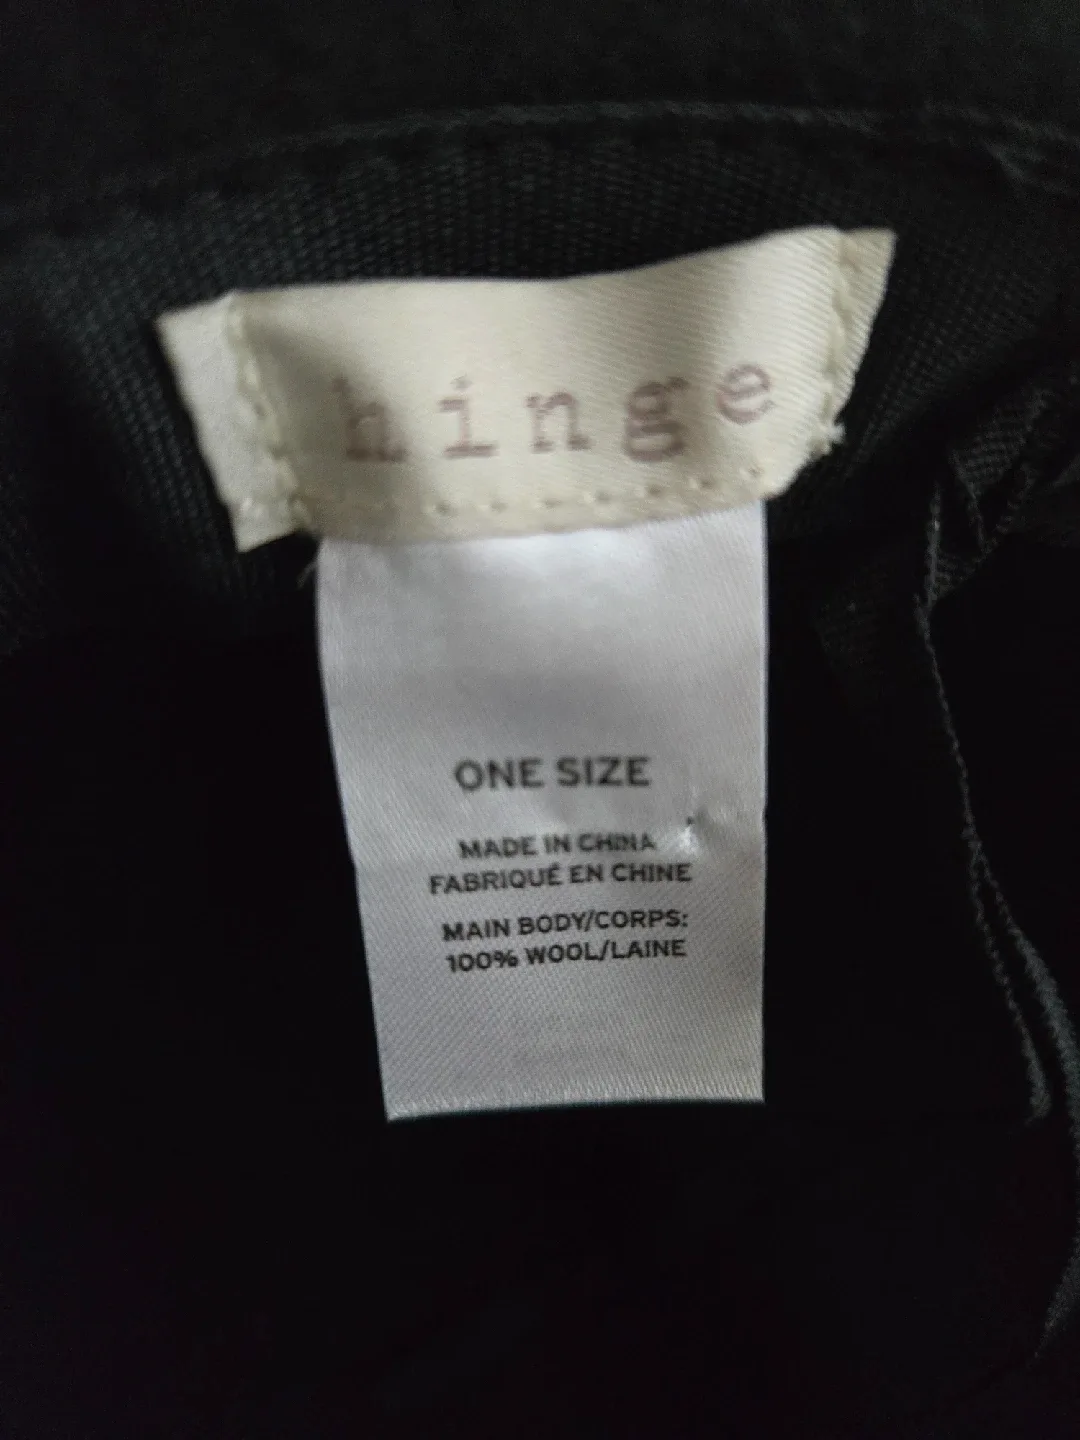 hinge
ONE SIZE
MADE IN CHINA
FABRIQUÉ EN CHINE
MAIN BODY/CORPS:
100% WOOL/LAINE